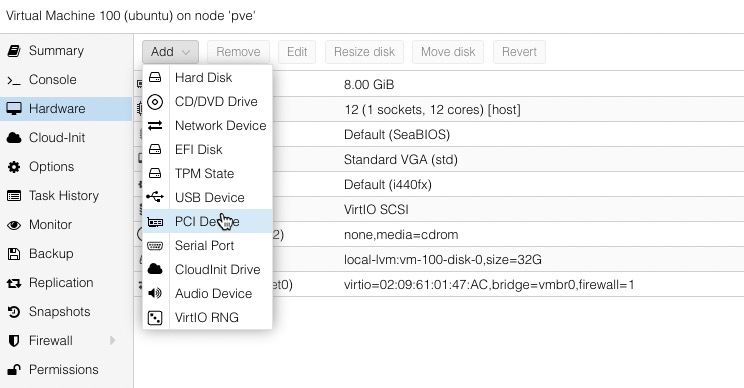 Virtual Machine 100 (ubuntu) on node 'pve'
Summary
Console
Hardware
Cloud-Init
Options
Task History
Monitor
Backup
Replication
Snapshots
Firewall
Permissions
Add Remove Edit Resize disk Move disk Revert
Hard Disk
CD/DVD Drive
Network Device
EFI Disk
TPM State
USB Device
PCI Device
Serial Port
CloudInit Drive
Audio Device
VirtIO RNG
8.00 GiB
12 (1 sockets, 12 cores) [host]
Default (SeaBIOS)
Standard VGA (std)
Default (i440fx)
VirtIO SCSI
2) none,media=cdrom
local-lvm:vm-100-disk-0,size=32G
et0) virtio=02:09:61:01:47:AC,bridge=vmbr0,firewall=1